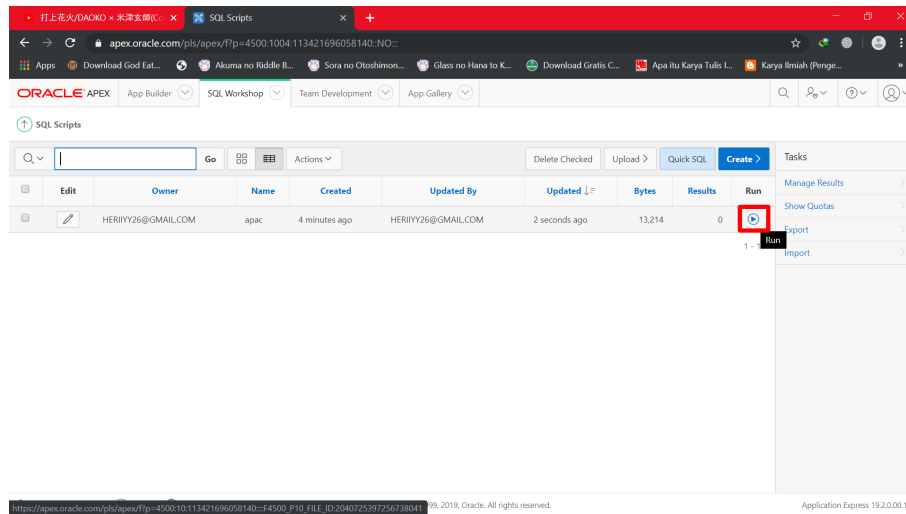 打上花火/DAOKO × 米津玄師(Co
SQL Scripts
apex.oracle.com/pls/apex/f?p=4500:1004:113421696058140::NO:::
Apps
Download God Eat...
Akuma no Riddle B...
Sora no Otoshimon...
Glass no Hana to K...
Download Gratis C...
Apa itu Karya Tulis I...
Karya Ilmiah (Penge...
»
ORACLE APEX
App Builder
SQL Workshop
Team Development
App Gallery
SQL Scripts
Go
Actions
Delete Checked
Upload >
Quick SQL
Create >
Tasks
Edit
Owner
Name
Created
Updated By
Updated
Bytes
Results
Run
HERIIYY26@GMAIL.COM
apac
4 minutes ago
HERIIYY26@GMAIL.COM
2 seconds ago
13,214
0
Run
1 - 1
Manage Results
Show Quotas
Export
Import
https://apex.oracle.com/pls/apex/f?p=4500:10:113421696058140::::F4500_P10_FILE_ID:2040725397256738041
99, 2019, Oracle. All rights reserved.
Application Express 19.2.0.00.1